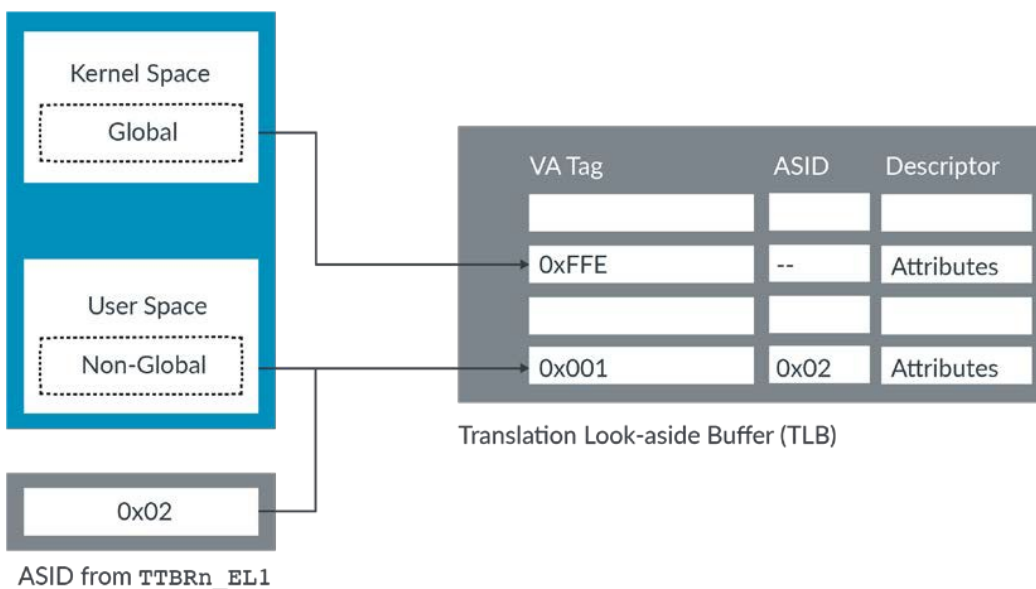 Kernel Space
Global
User Space
Non-Global
0x02
ASID from TTBRn_EL1
VA Tag ASID Descriptor
0xFFE -- Attributes
0x001 0x02 Attributes
Translation Look-aside Buffer (TLB)